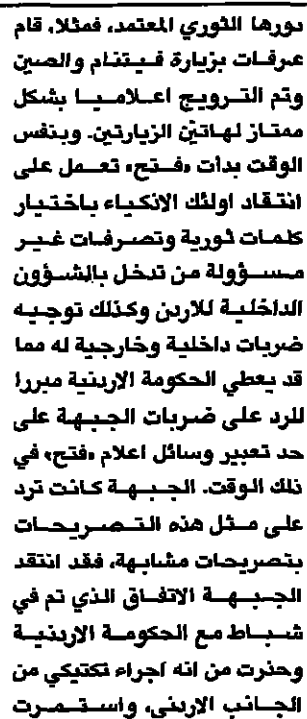 دورها الثوري المعتمد، فمثلا، قام
عرفات بزيارة فيتنام والصين
وتم الترويج اعلاميا بشكل
ممتاز لهاتين الزيارتين. وبنفس
الوقت بدأت «فتح» تعمل على
انتقاد اولئك الانكياء باختيار
كلمات ثورية وتصرفات غير
مسؤولة من تدخل بالشؤون
الداخلية للاردن وكذلك توجيه
ضربات داخلية وخارجية له مما
قد يعطي الحكومة الاردنية مبررا
للرد على ضربات الجبهة على
حد تعبير وسائل اعلام «فتح» في
ذلك الوقت. الجبهة كانت ترد
على مثل هذه التصريحات
بتصريحات مشابهة، فقد انتقد
الجبهة الاتفاق الذي تم في
شباط مع الحكومة الاردنية
وحذرت من انه اجراء تكتيكي من
الجانب الاردني، واستمرت